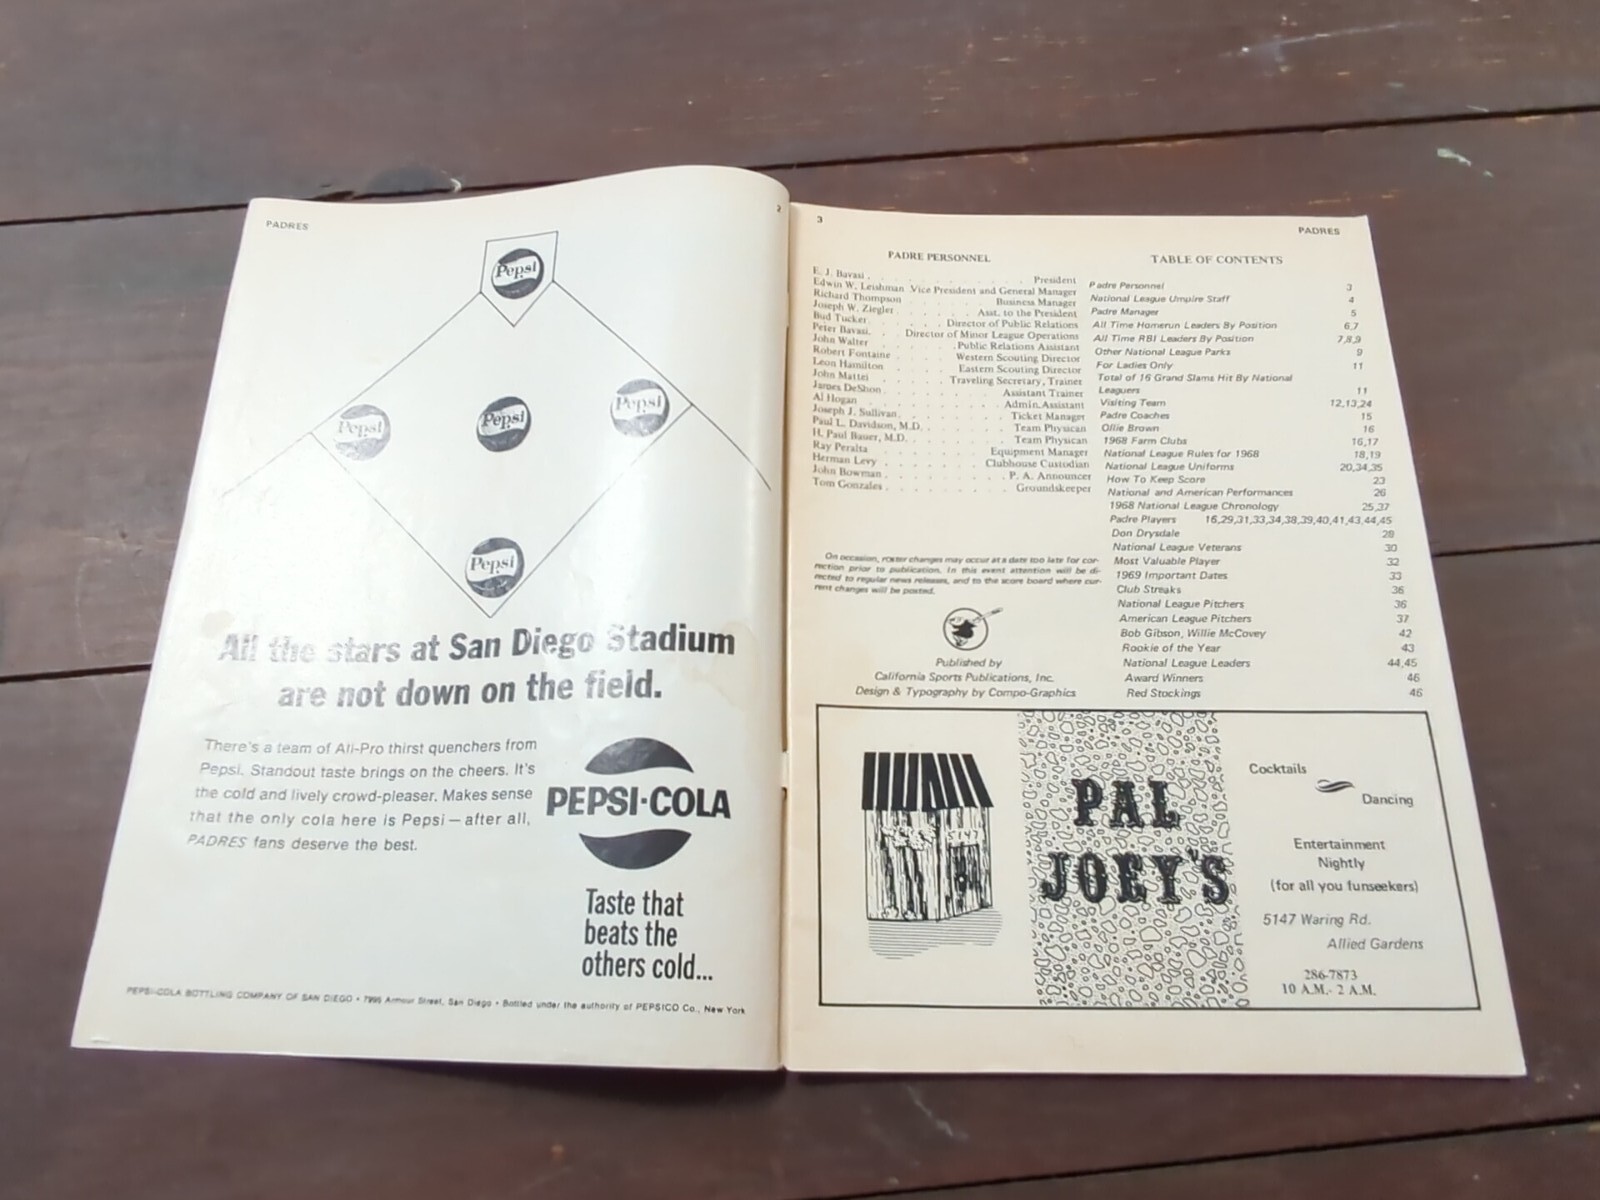 PADRES
2
Pepsi
Pepsi
Pepsi
Pepsi
Pepsi
All the stars at San Diego Stadium
are not down on the field.
There's a team of All-Pro thirst quenchers from
Pepsi. Standout taste brings on the cheers. It's
the cold and lively crowd-pleaser. Makes sense
that the only cola here is Pepsi — after all,
PADRES fans deserve the best.
PEPSI-COLA
Taste that
beats the
others cold...
PEPSI-COLA BOTTLING COMPANY OF SAN DIEGO • 7995 Armour Street, San Diego • Bottled under the authority of PEPSICO Co., New York
3
PADRES
PADRE PERSONNEL
E. J. Bavasi . . . . . . . . . . President
Edwin W. Leishman Vice President and General Manager
Richard Thompson . . . . . . Business Manager
Joseph W. Ziegler . . . . . Asst. to the President
Bud Tucker . . . . . Director of Public Relations
Peter Bavasi . . . Director of Minor League Operations
John Walter . . . . . Public Relations Assistant
Robert Fontaine . . . . Western Scouting Director
Leon Hamilton . . . . Eastern Scouting Director
John Mattei . . . . . Traveling Secretary, Trainer
James DeShon . . . . . . . Assistant Trainer
Al Hogan . . . . . . . . Admin. Assistant
Joseph J. Sullivan . . . . . . . Ticket Manager
Paul L. Davidson, M.D. . . . . . . Team Physican
H. Paul Bauer, M.D. . . . . . . . Team Physican
Ray Peralta . . . . . . . Equipment Manager
Herman Levy . . . . . . . Clubhouse Custodian
John Bowman . . . . . . . . P. A. Announcer
Tom Gonzales . . . . . . . . Groundskeeper
On occasion, roster changes may occur at a date too late for cor-
rection prior to publication. In this event attention will be di-
rected to regular news releases, and to the score board where cur-
rent changes will be posted.
Published by
California Sports Publications, Inc.
Design & Typography by Compo-Graphics
TABLE OF CONTENTS
Padre Personnel 3
National League Umpire Staff 4
Padre Manager 5
All Time Homerun Leaders By Position 6,7
All Time RBI Leaders By Position 7,8,9
Other National League Parks 9
For Ladies Only 11
Total of 16 Grand Slams Hit By National
Leaguers 11
Visiting Team 12,13,24
Padre Coaches 15
Ollie Brown 16
1968 Farm Clubs 16,17
National League Rules for 1968 18,19
National League Uniforms 20,34,35
How To Keep Score 23
National and American Performances 26
1968 National League Chronology 25,37
Padre Players 16,29,31,33,34,38,39,40,41,43,44,45
Don Drysdale 28
National League Veterans 30
Most Valuable Player 32
1969 Important Dates 33
Club Streaks 36
National League Pitchers 36
American League Pitchers 37
Bob Gibson, Willie McCovey 42
Rookie of the Year 43
National League Leaders 44,45
Award Winners 46
Red Stockings 46
5147
PAL
JOEY'S
Cocktails
Dancing
Entertainment
Nightly
(for all you funseekers)
5147 Waring Rd.
Allied Gardens
286-7873
10 A.M.- 2 A.M.